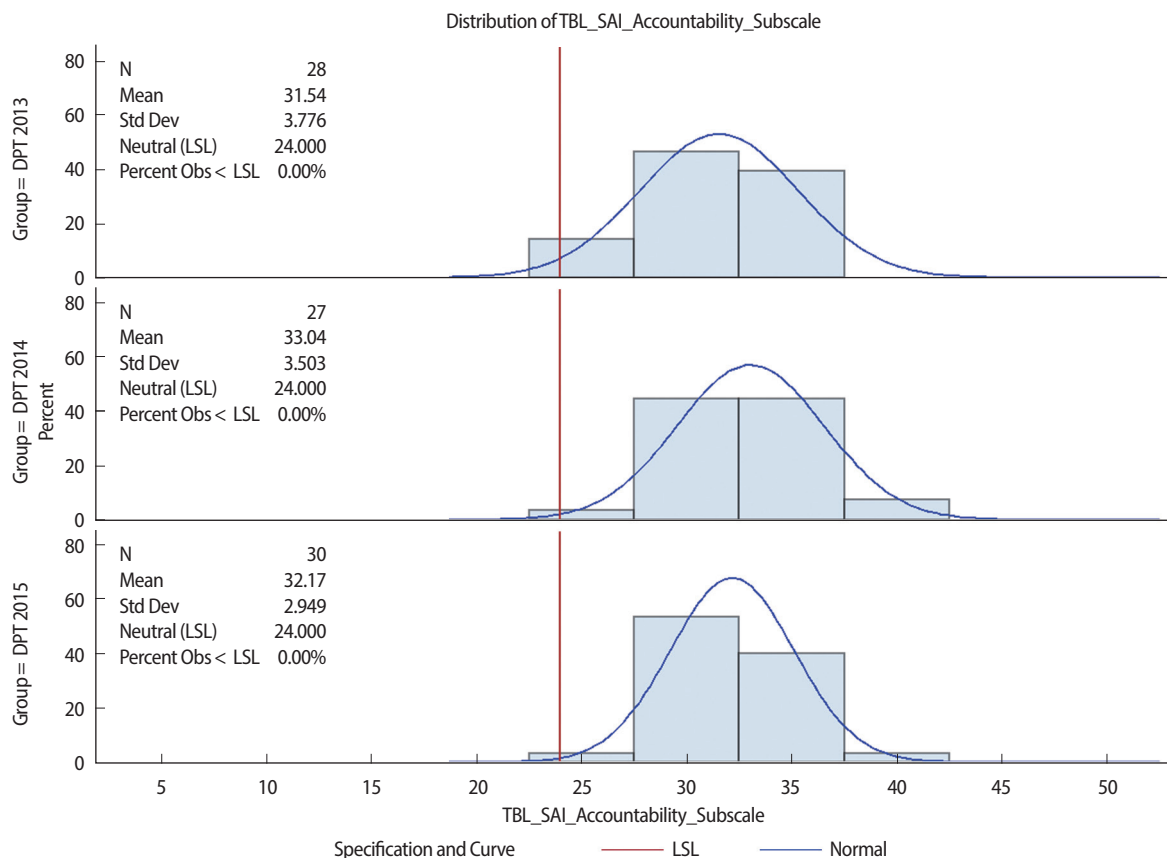 Distribution of TBL_SAI_Accountability_Subscale
Group= DPT 2013
80
60
40
20
0
N 28
Mean 31.54
Std Dev 3.776
Neutral (LSL) 24.000
Percent Obs < LSL 0.00%
Group= DPT 2014
Percent
80
60
40
20
0
N 27
Mean 33.04
Std Dev 3.503
Neutral (LSL) 24.000
Percent Obs < LSL 0.00%
Group= DPT 2015
80
60
40
20
0
N 30
Mean 32.17
Std Dev 2.949
Neutral (LSL) 24.000
Percent Obs < LSL 0.00%
5 10 15 20 25 30 35 40 45 50
TBL_SAI_Accountability_Subscale
Specification and Curve LSL Normal